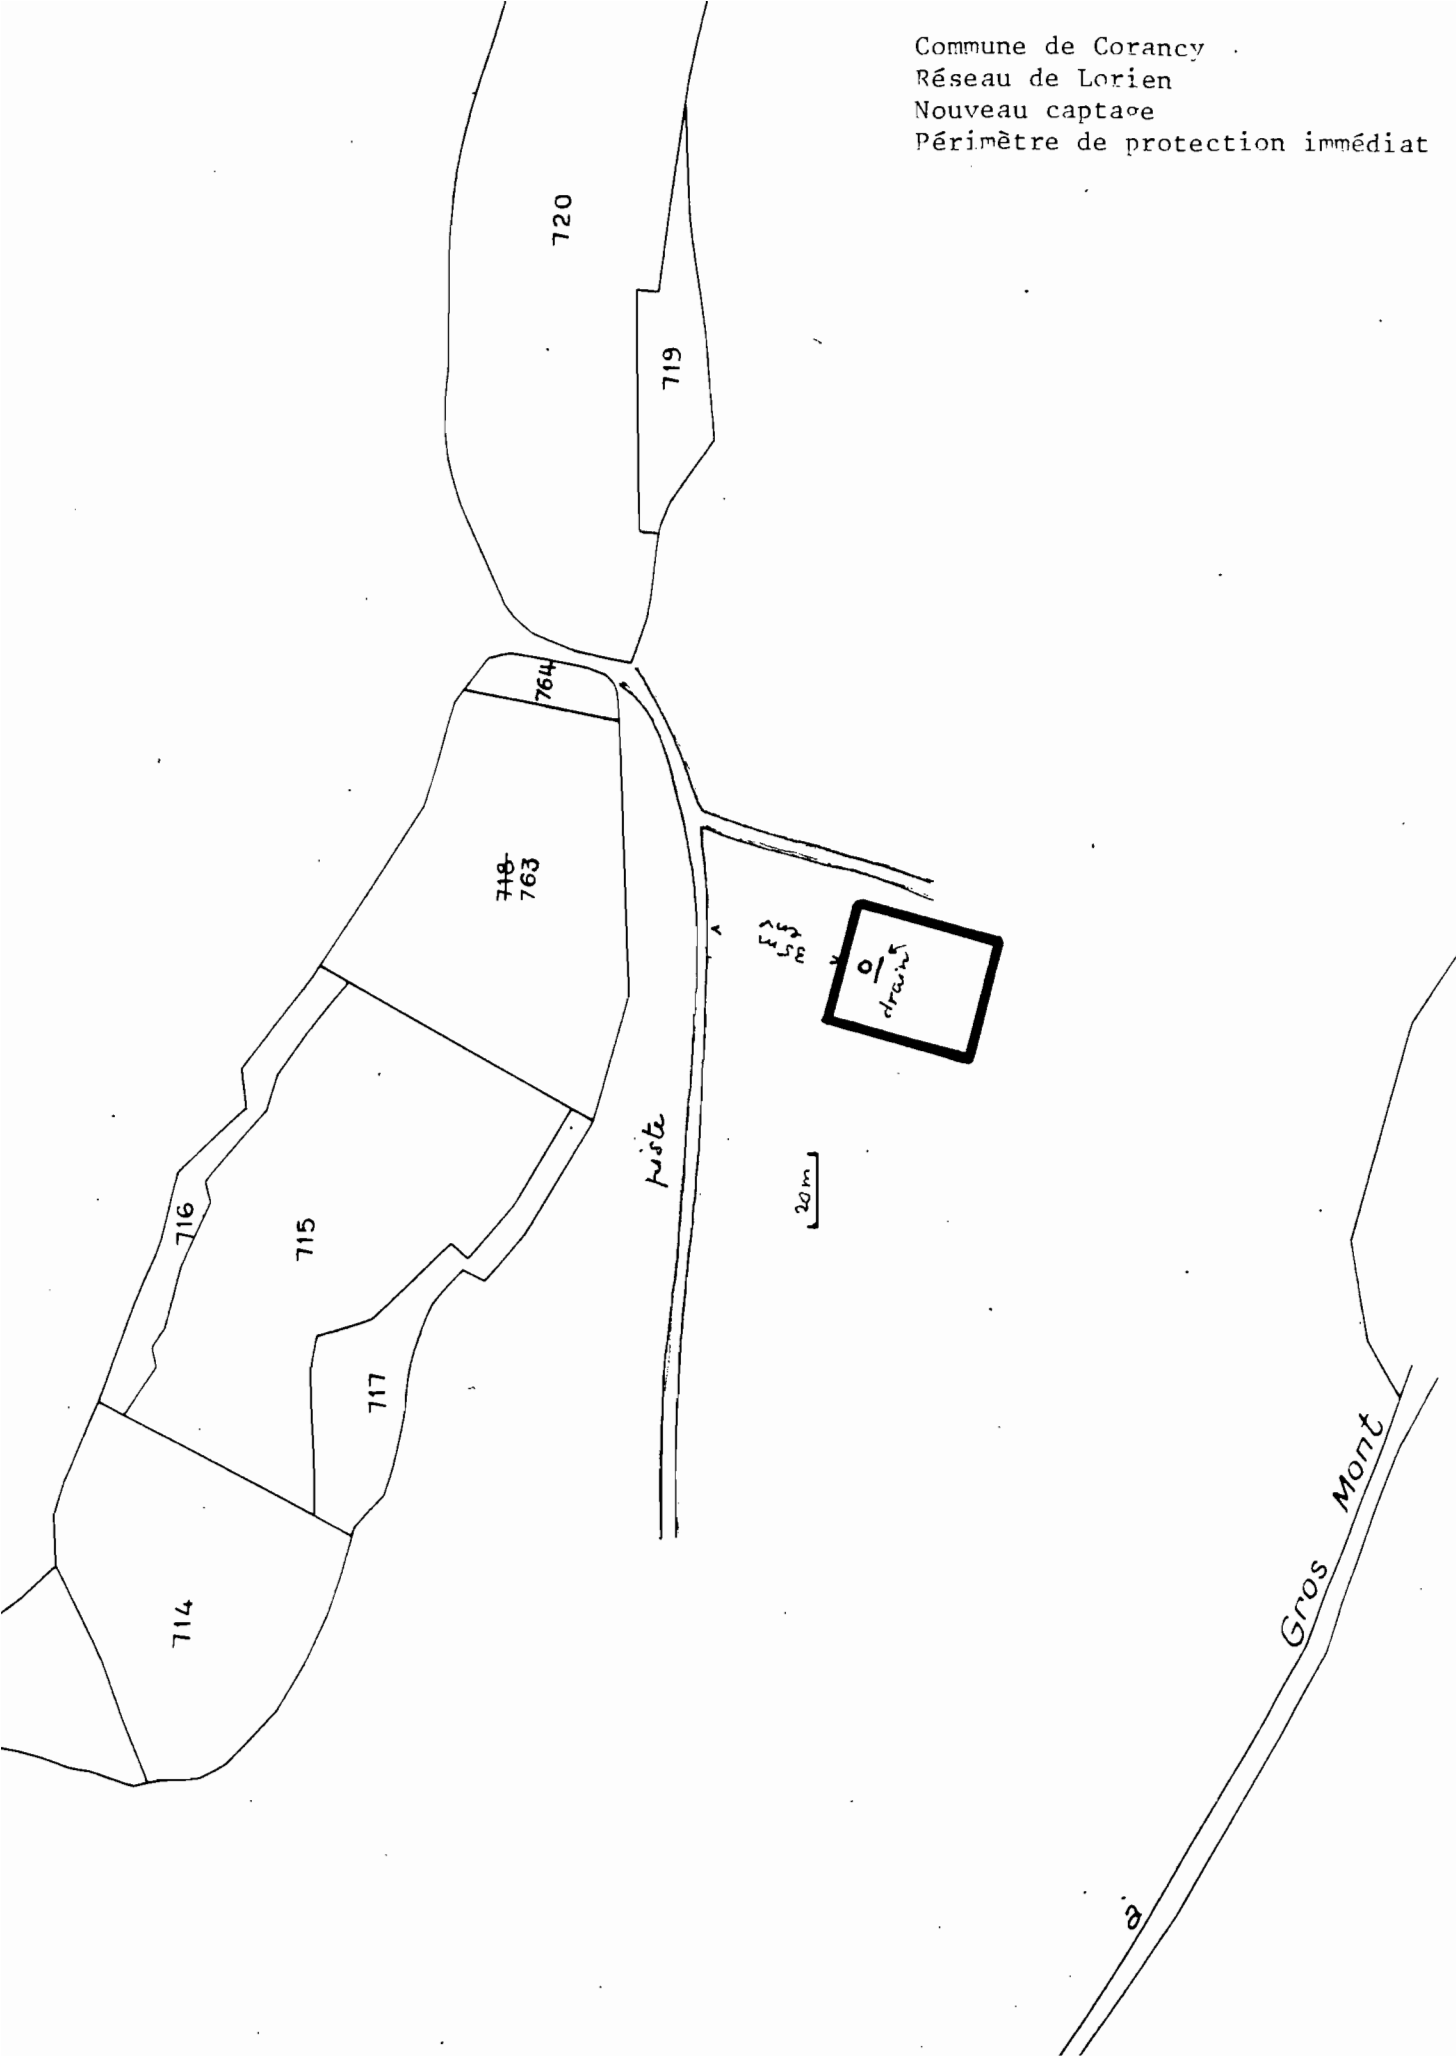 Commune de Corancy
Réseau de Lorien
Nouveau captage
Périmètre de protection immédiat
720
719
764
718
763
drain
piste
20 m
716
715
717
714
à Gros Mont